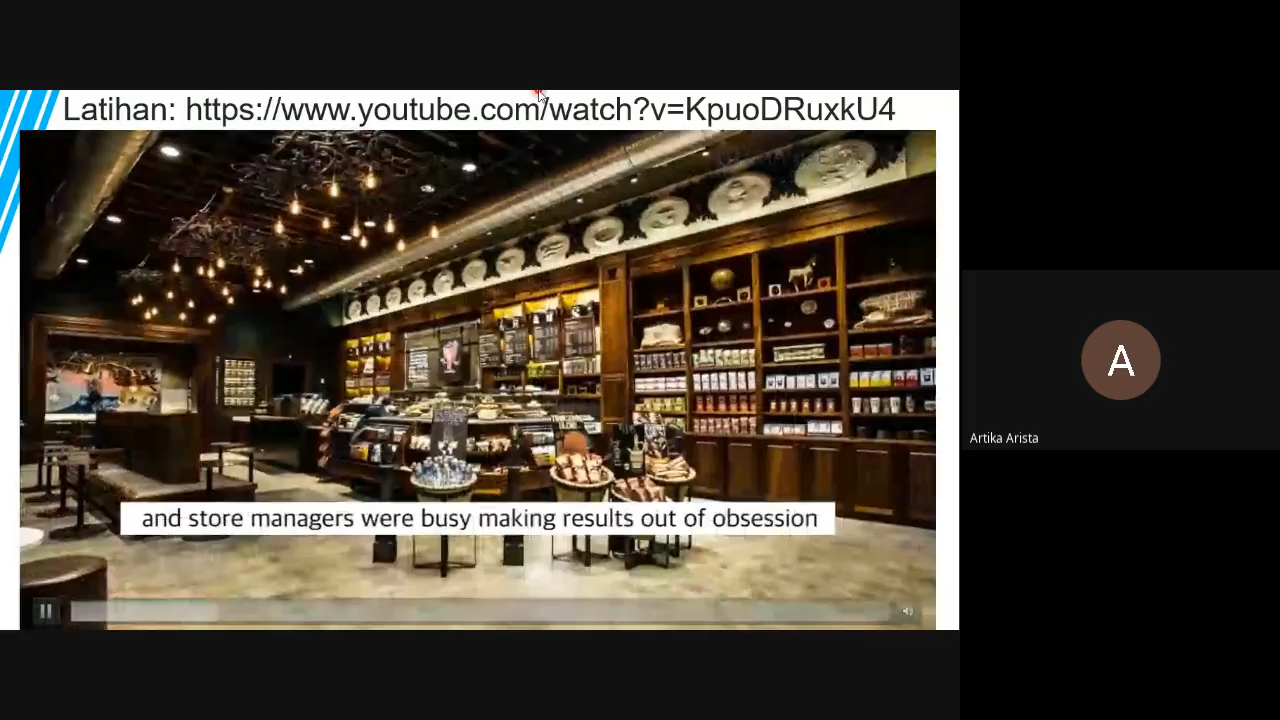 Latihan: https://www.youtube.com/watch?v=KpuoDRuxkU4
and store managers were busy making results out of obsession
A
Artika Arista